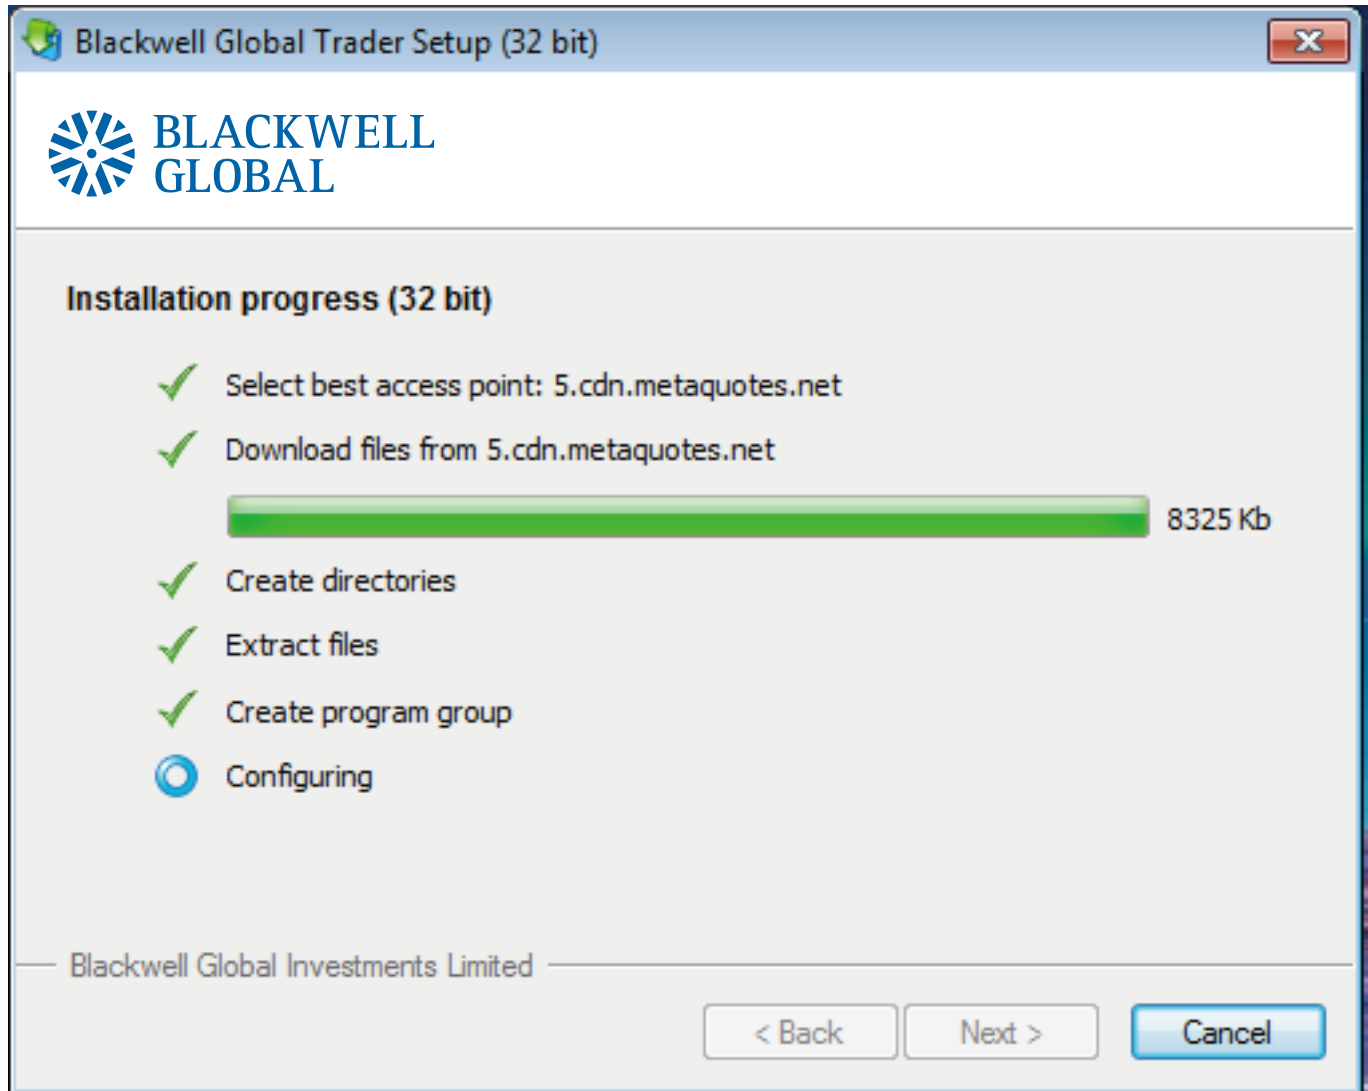 Blackwell Global Trader Setup (32 bit)
BLACKWELL
GLOBAL
Installation progress (32 bit)
Select best access point: 5.cdn.metaquotes.net
Download files from 5.cdn.metaquotes.net
8325 Kb
Create directories
Extract files
Create program group
Configuring
Blackwell Global Investments Limited
< Back Next > Cancel